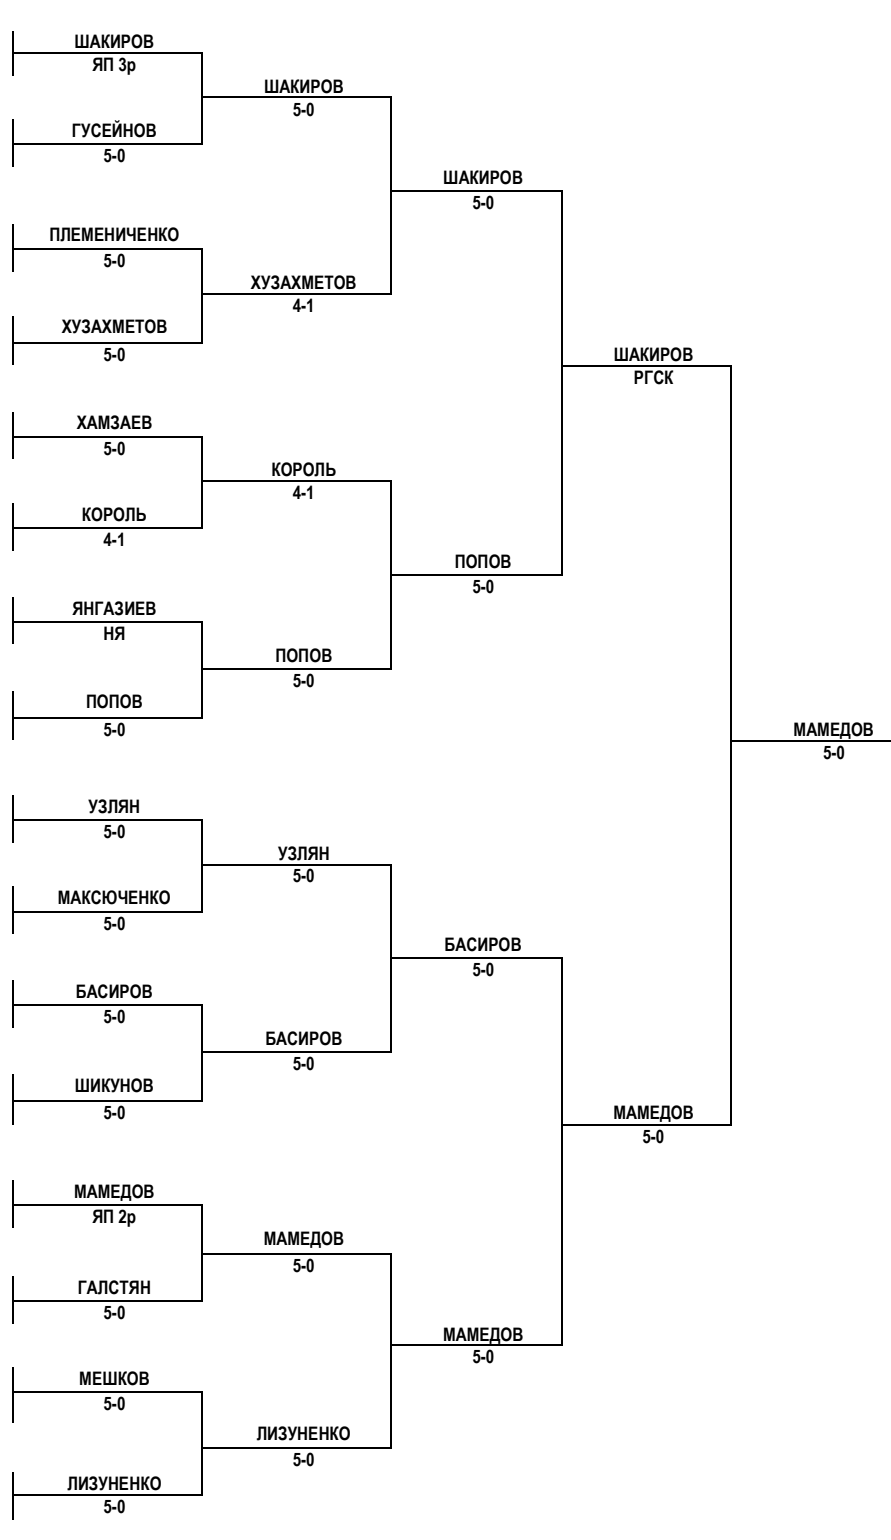 ШАКИРОВ
ЯП 3р
ШАКИРОВ
5-0
ГУСЕЙНОВ
5-0
ШАКИРОВ
5-0
ПЛЕМЕНИЧЕНКО
5-0
ХУЗАХМЕТОВ
4-1
ХУЗАХМЕТОВ
5-0
ШАКИРОВ
РГСК
ХАМЗАЕВ
5-0
КОРОЛЬ
4-1
КОРОЛЬ
4-1
ПОПОВ
5-0
ЯНГАЗИЕВ
НЯ
ПОПОВ
5-0
ПОПОВ
5-0
МАМЕДОВ
5-0
УЗЛЯН
5-0
УЗЛЯН
5-0
МАКСЮЧЕНКО
5-0
БАСИРОВ
5-0
БАСИРОВ
5-0
БАСИРОВ
5-0
ШИКУНОВ
5-0
МАМЕДОВ
5-0
МАМЕДОВ
ЯП 2р
МАМЕДОВ
5-0
ГАЛСТЯН
5-0
МАМЕДОВ
5-0
МЕШКОВ
5-0
ЛИЗУНЕНКО
5-0
ЛИЗУНЕНКО
5-0